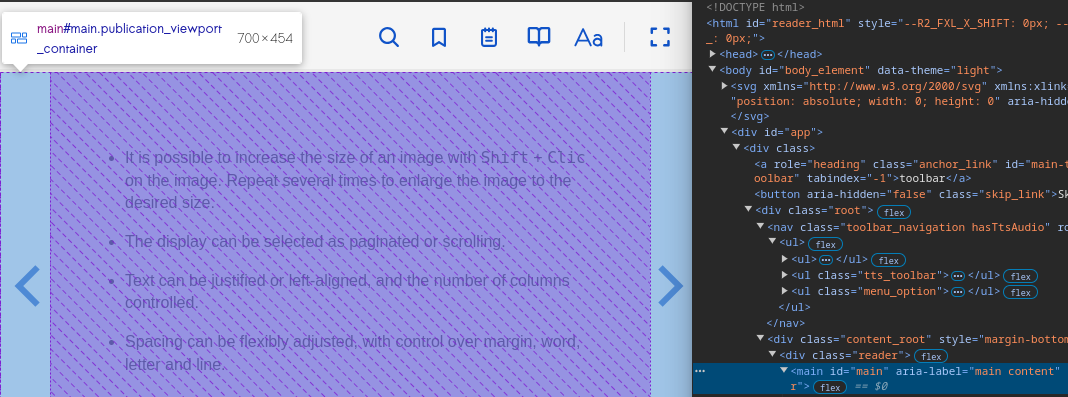 main#main.publication_viewport
_container
700×454
Aa
• It is possible to increase the size of an image with Shift + Clic
on the image. Repeat several times to enlarge the image to the
desired size.
• The display can be selected as paginated or scrolling.
• Text can be justified or left-aligned, and the number of columns
controlled.
• Spacing can be flexibly adjusted, with control over margin, word,
letter and line.
<!DOCTYPE html>
<html id="reader_html" style="--R2_FXL_X_SHIFT: 0px; --
_: 0px;">
<head>···</head>
<body id="body_element" data-theme="light">
<svg xmlns="http://www.w3.org/2000/svg" xmlns:xlink
"position: absolute; width: 0; height: 0" aria-hidd
</svg>
<div id="app">
<div class>
<a role="heading" class="anchor_link" id="main-t
oolbar" tabindex="-1">toolbar</a>
<button aria-hidden="false" class="skip_link">Sk
<div class="root"> flex
<nav class="toolbar_navigation hasTtsAudio" ro
<ul> flex
<ul>···</ul> flex
<ul class="tts_toolbar">···</ul> flex
<ul class="menu_option">···</ul> flex
</ul>
</nav>
<div class="content_root" style="margin-bottom
<div class="reader"> flex
··· <main id="main" aria-label="main content"
r"> flex == $0